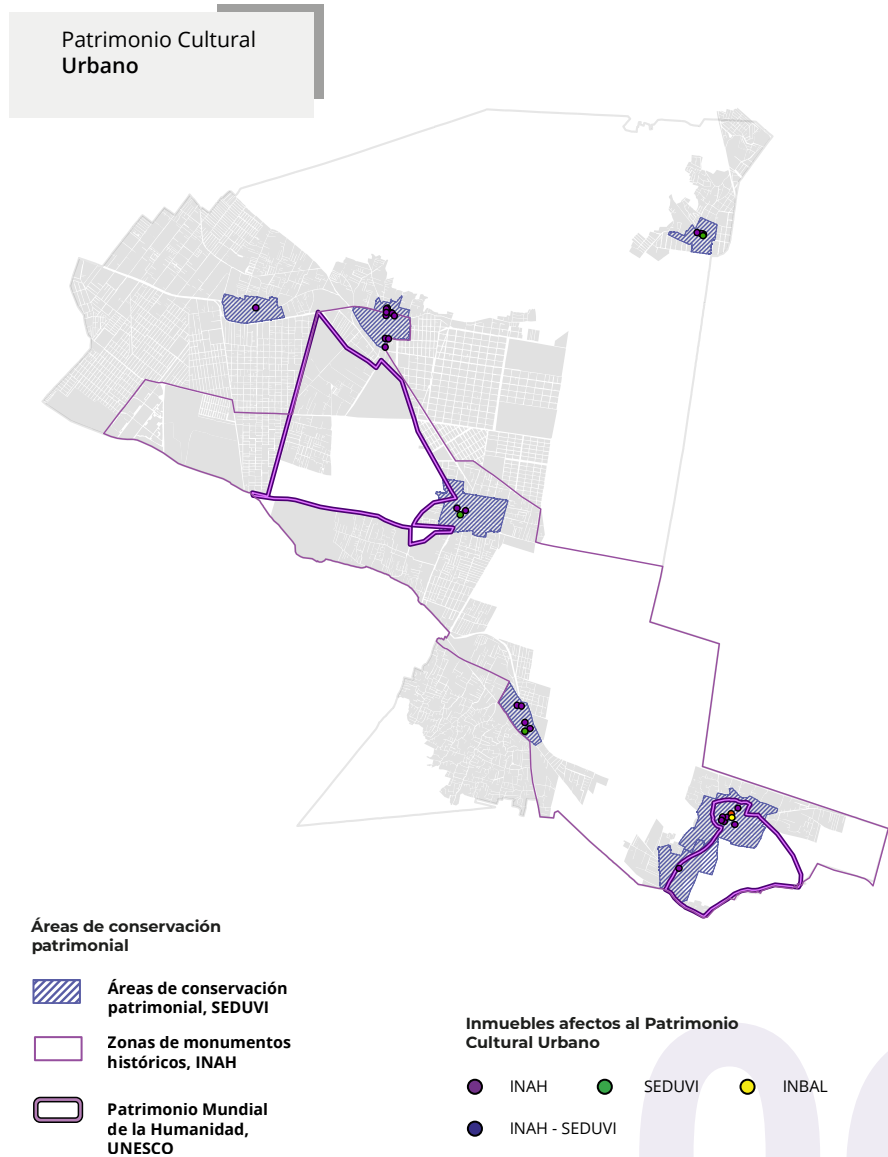 Patrimonio Cultural
Urbano
Áreas de conservación
patrimonial
Áreas de conservación
patrimonial, SEDUVI
Zonas de monumentos
históricos, INAH
Patrimonio Mundial
de la Humanidad,
UNESCO
Inmuebles afectos al Patrimonio
Cultural Urbano
INAH
SEDUVI
INBAL
INAH - SEDUVI